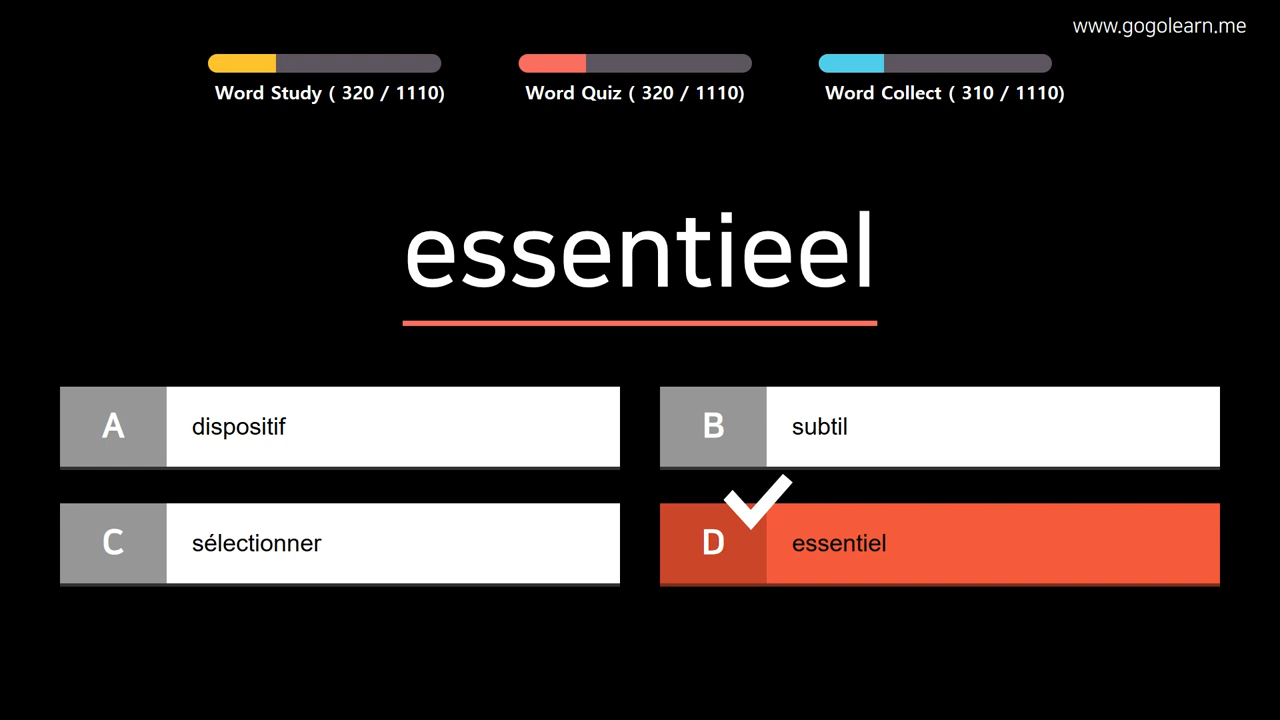 www.gogolearn.me
Word Study ( 320 / 1110)
Word Quiz ( 320 / 1110)
Word Collect ( 310 / 1110)
essentieel
A dispositif
B subtil
C sélectionner
D essentiel